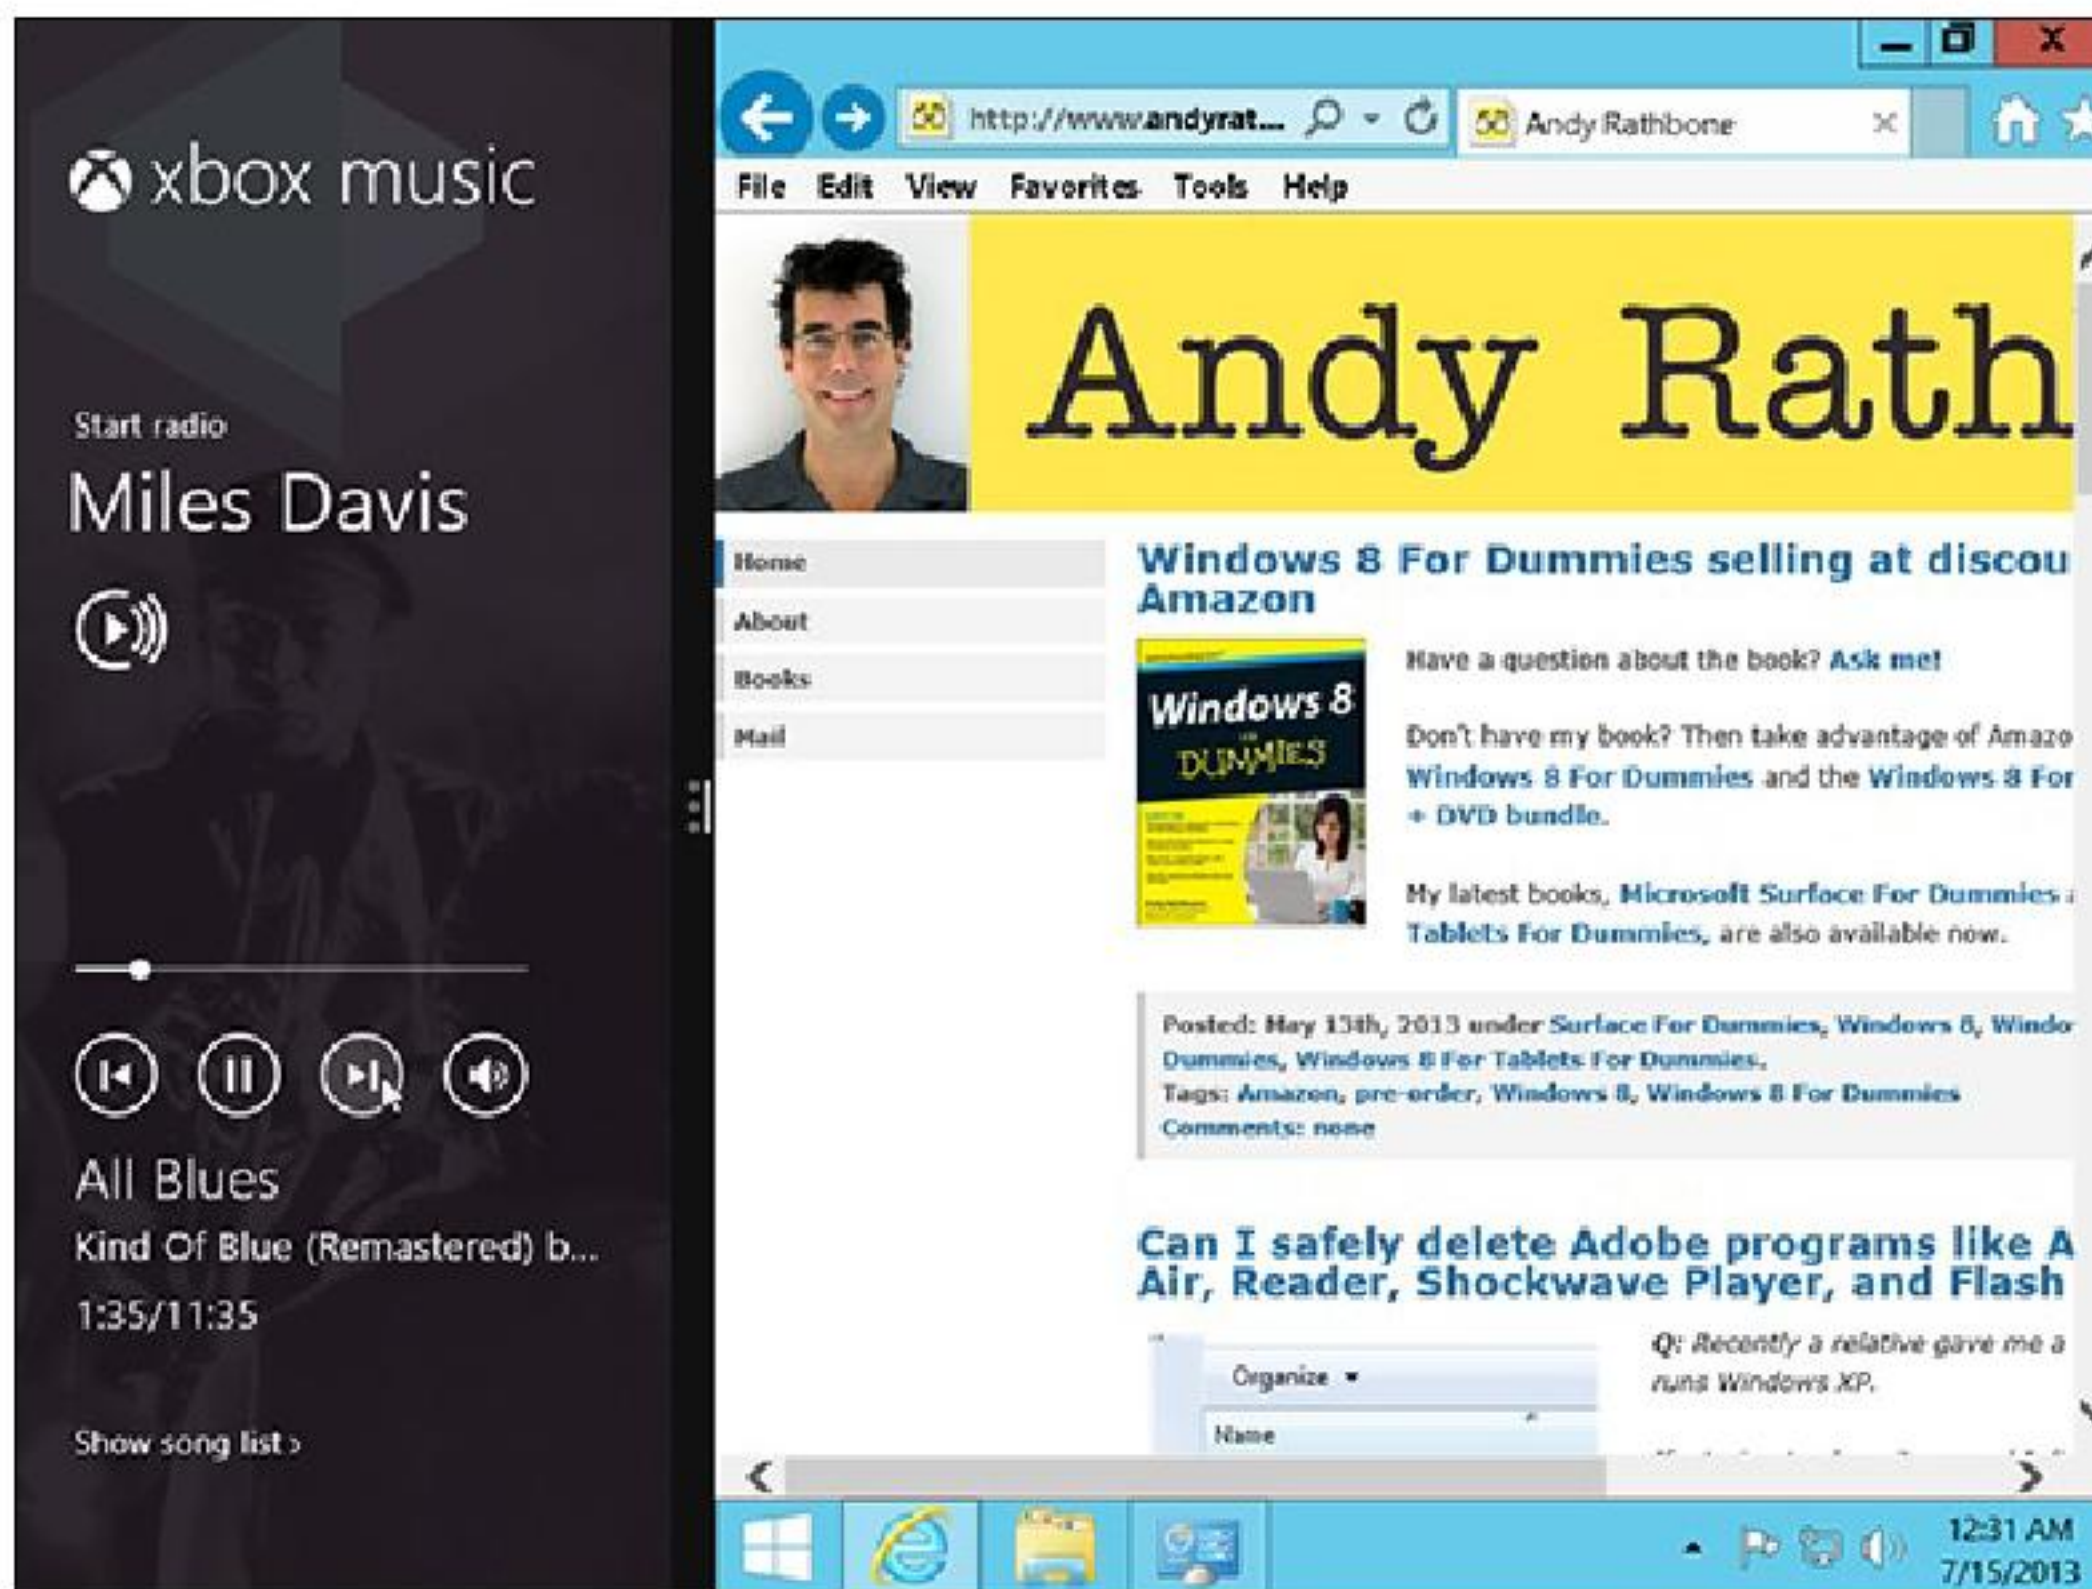 xbox music
Start radio
Miles Davis
All Blues
Kind Of Blue (Remastered) b...
1:35/11:35
Show song list ›
http://www.andyrat...
Andy Rathbone
File Edit View Favorites Tools Help
Andy Rath
Home
About
Books
Mail
Windows 8 For Dummies selling at discou
Amazon
Windows 8
FOR
DUMMIES
Have a question about the book? Ask me!
Don't have my book? Then take advantage of Amazo
Windows 8 For Dummies and the Windows 8 For
+ DVD bundle.
My latest books, Microsoft Surface For Dummies
Tablets For Dummies, are also available now.
Posted: May 13th, 2013 under Surface For Dummies, Windows 8, Windo
Dummies, Windows 8 For Tablets For Dummies.
Tags: Amazon, pre-order, Windows 8, Windows 8 For Dummies
Comments: none
Can I safely delete Adobe programs like A
Air, Reader, Shockwave Player, and Flash
Q: Recently a relative gave me a
runs Windows XP.
Organize
Name
12:31 AM
7/15/2013